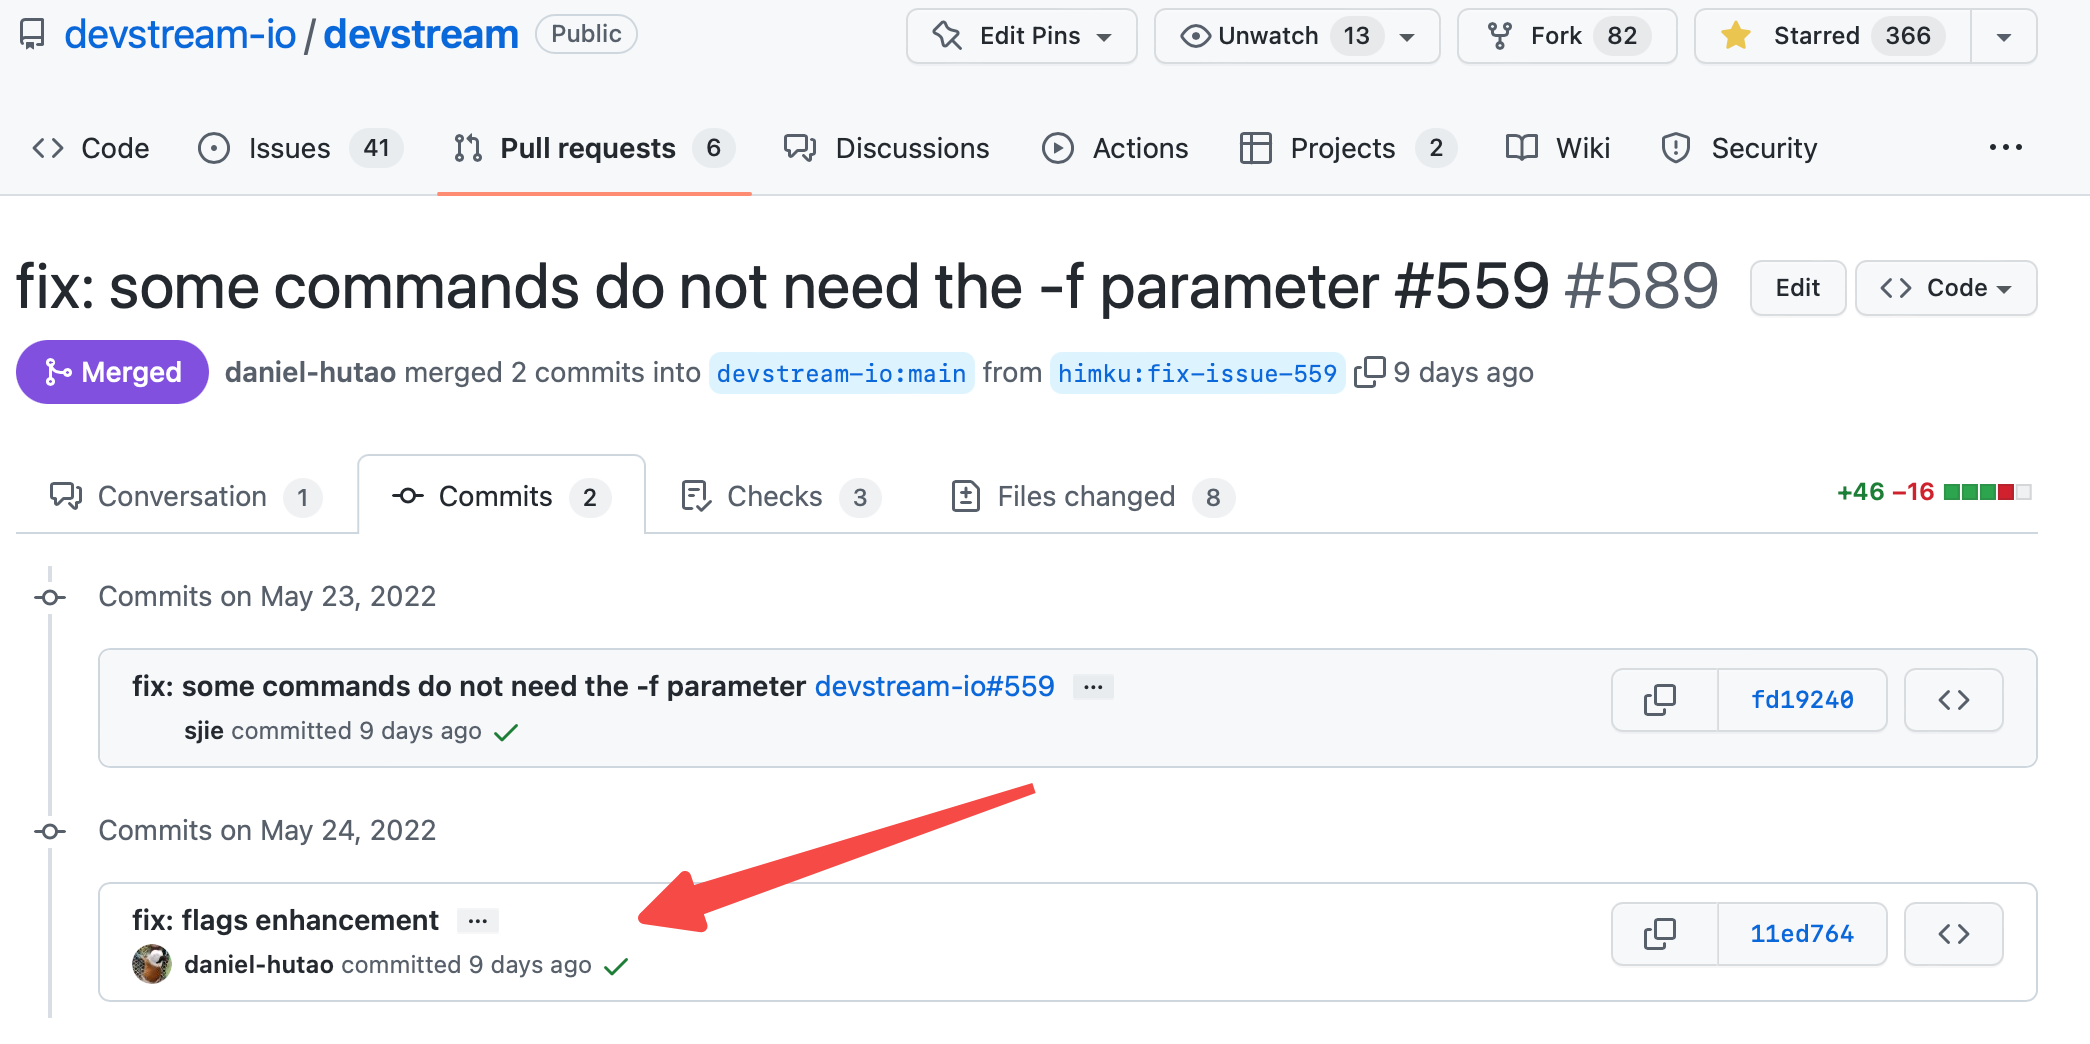 devstream-io / devstream Public Edit Pins Unwatch 13 Fork 82 Starred 366
Code Issues 41 Pull requests 6 Discussions Actions Projects 2 Wiki Security ...
fix: some commands do not need the -f parameter #559 #589 Edit Code
Merged daniel-hutao merged 2 commits into devstream-io:main from himku:fix-issue-559 9 days ago
Conversation 1 Commits 2 Checks 3 Files changed 8 +46 −16
Commits on May 23, 2022
fix: some commands do not need the -f parameter devstream-io#559 ...
fd19240
sjie committed 9 days ago
Commits on May 24, 2022
fix: flags enhancement ...
11ed764
daniel-hutao committed 9 days ago